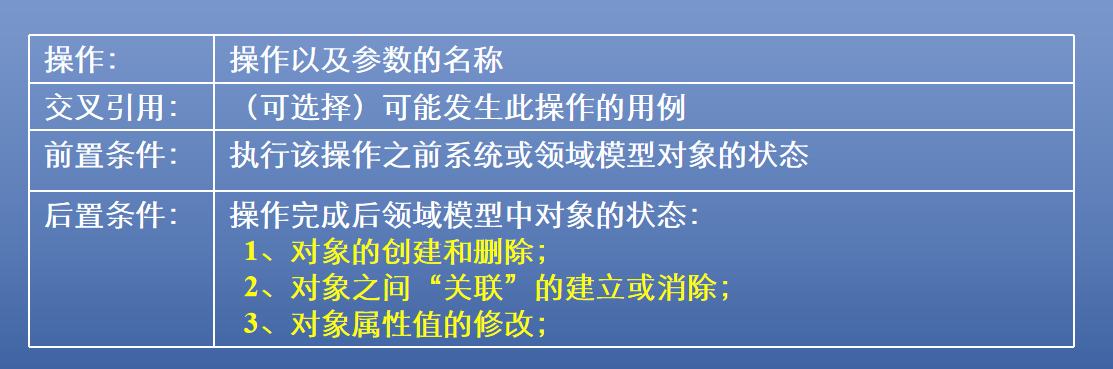 操作： 操作以及参数的名称
交叉引用： （可选择）可能发生此操作的用例
前置条件： 执行该操作之前系统或领域模型对象的状态
后置条件： 操作完成后领域模型中对象的状态：
1、对象的创建和删除；
2、对象之间“关联”的建立或消除；
3、对象属性值的修改；